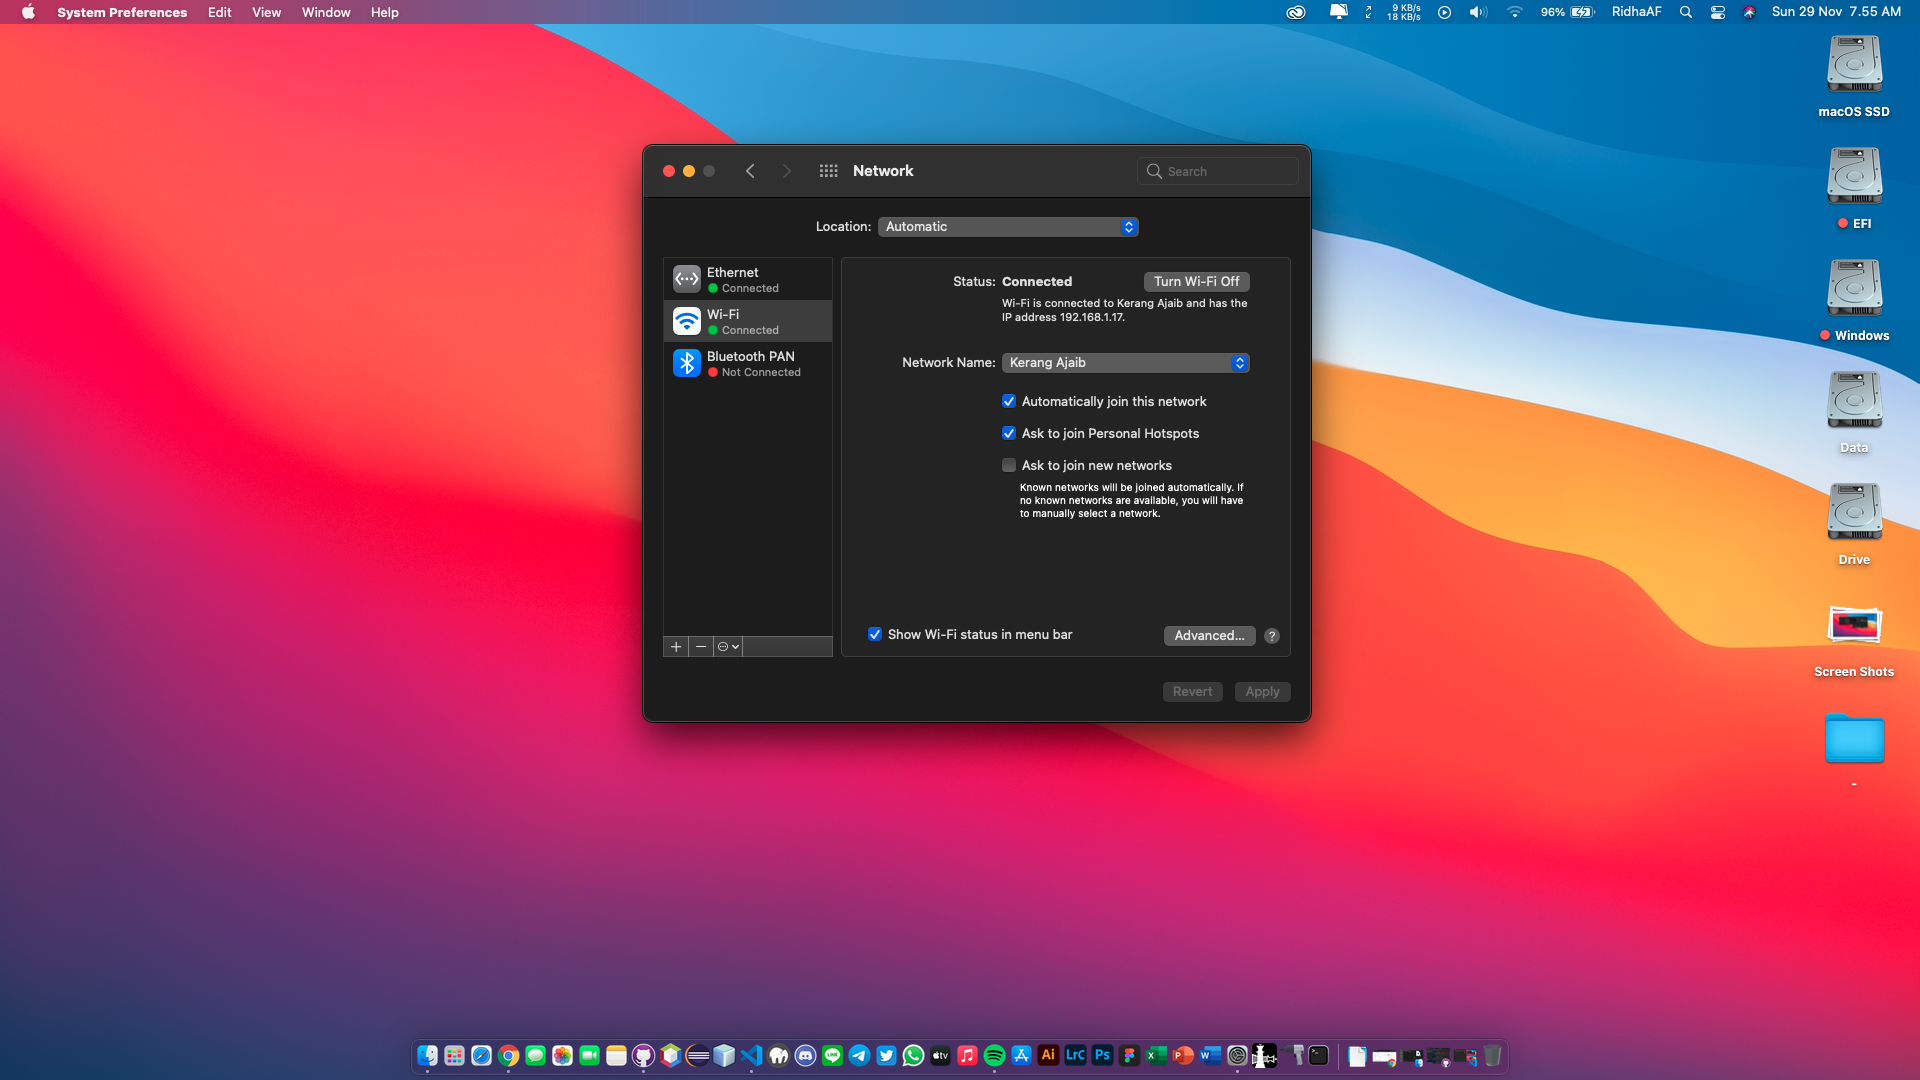 System Preferences Edit View Window Help
9 KB/s
18 KB/s
96%
RidhaAF
Sun 29 Nov 7.55 AM
macOS SSD
EFI
Windows
Data
Drive
Screen Shots
-
Network
Search
Location: Automatic
Ethernet
Connected
Wi-Fi
Connected
Bluetooth PAN
Not Connected
Status: Connected
Turn Wi-Fi Off
Wi-Fi is connected to Kerang Ajaib and has the
IP address 192.168.1.17.
Network Name: Kerang Ajaib
Automatically join this network
Ask to join Personal Hotspots
Ask to join new networks
Known networks will be joined automatically. If
no known networks are available, you will have
to manually select a network.
Show Wi-Fi status in menu bar
Advanced...
?
Revert
Apply
tv
Ai
LrC
Ps
X
P
W